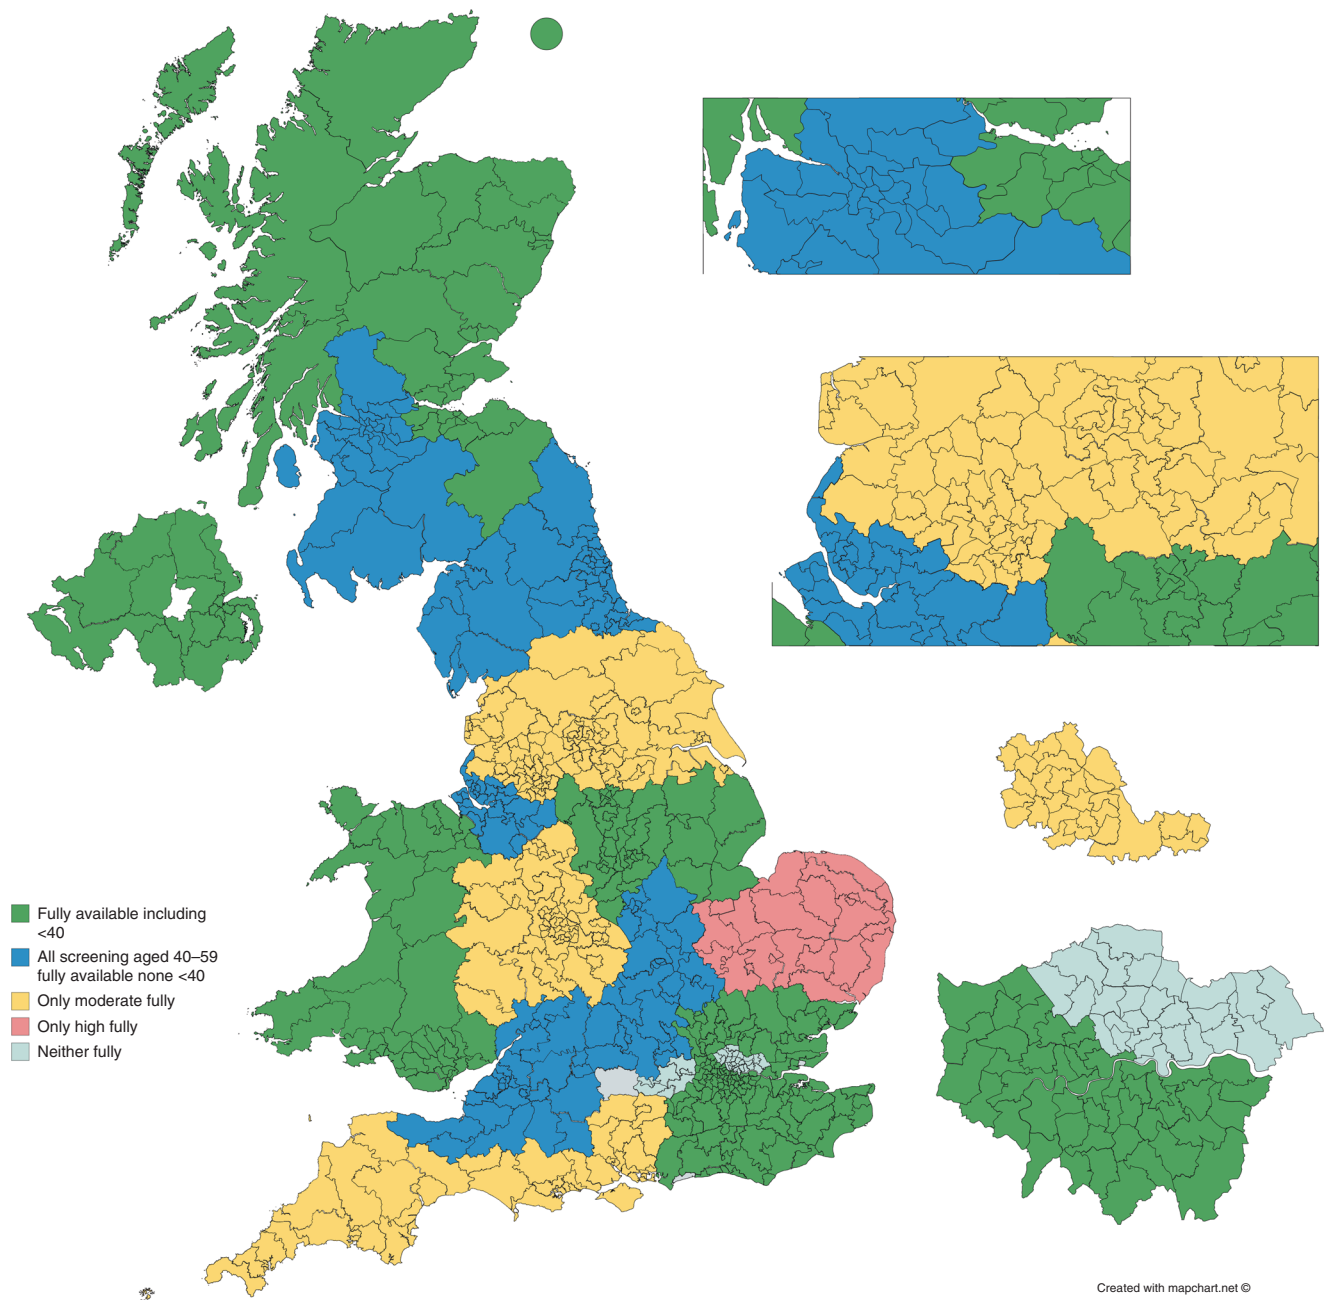 Fully available including
<40
All screening aged 40–59
fully available none <40
Only moderate fully
Only high fully
Neither fully
Created with mapchart.net ©